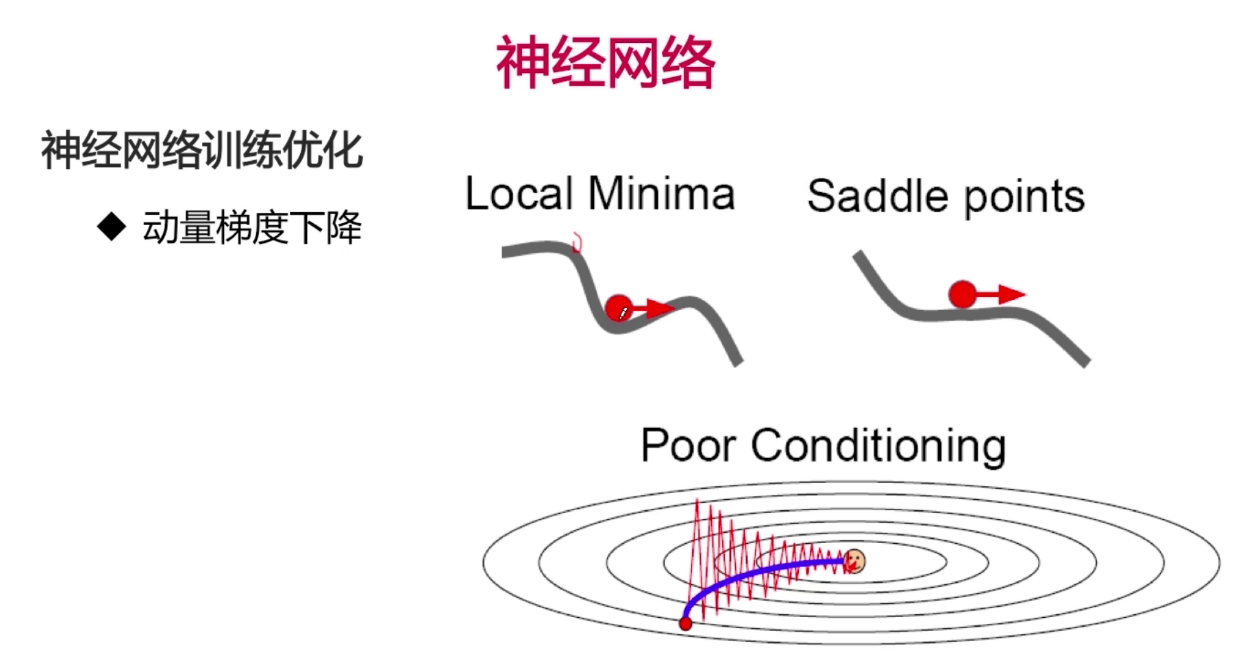 神经网络
神经网络训练优化
◆ 动量梯度下降
Local Minima
Saddle points
Poor Conditioning